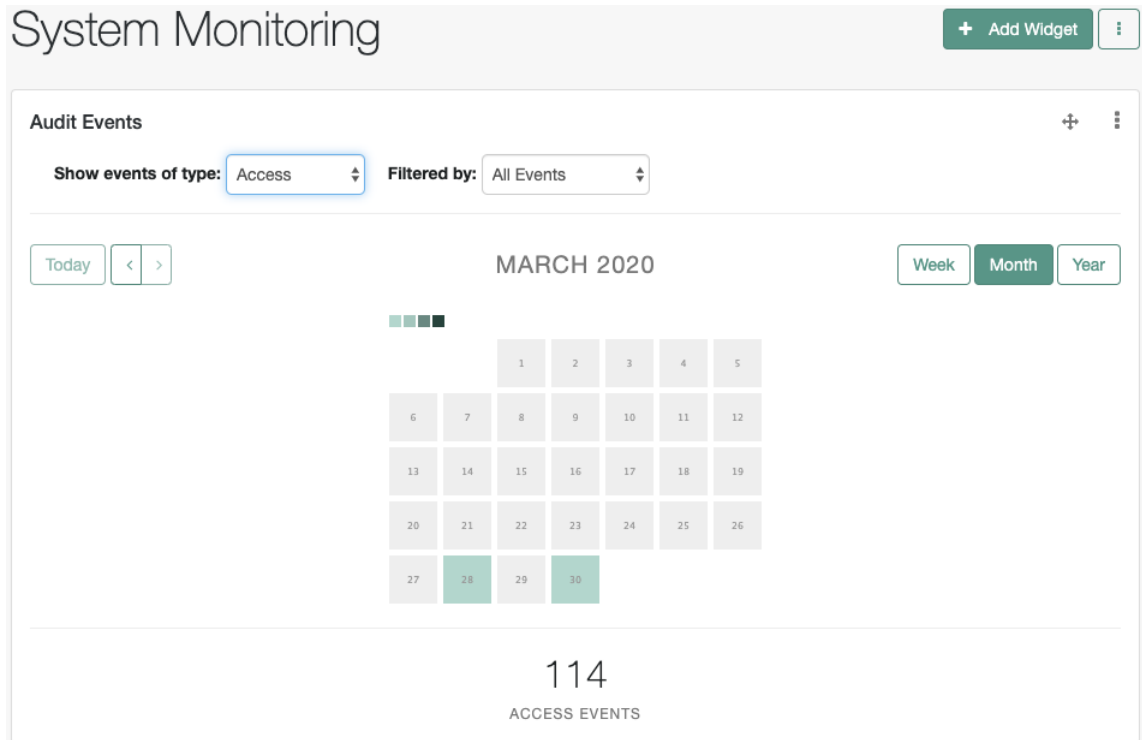 System Monitoring
+ Add Widget
Audit Events
Show events of type: Access Filtered by: All Events
Today < > MARCH 2020 Week Month Year
1 2 3 4 5
6 7 8 9 10 11 12
13 14 15 16 17 18 19
20 21 22 23 24 25 26
27 28 29 30
114
ACCESS EVENTS